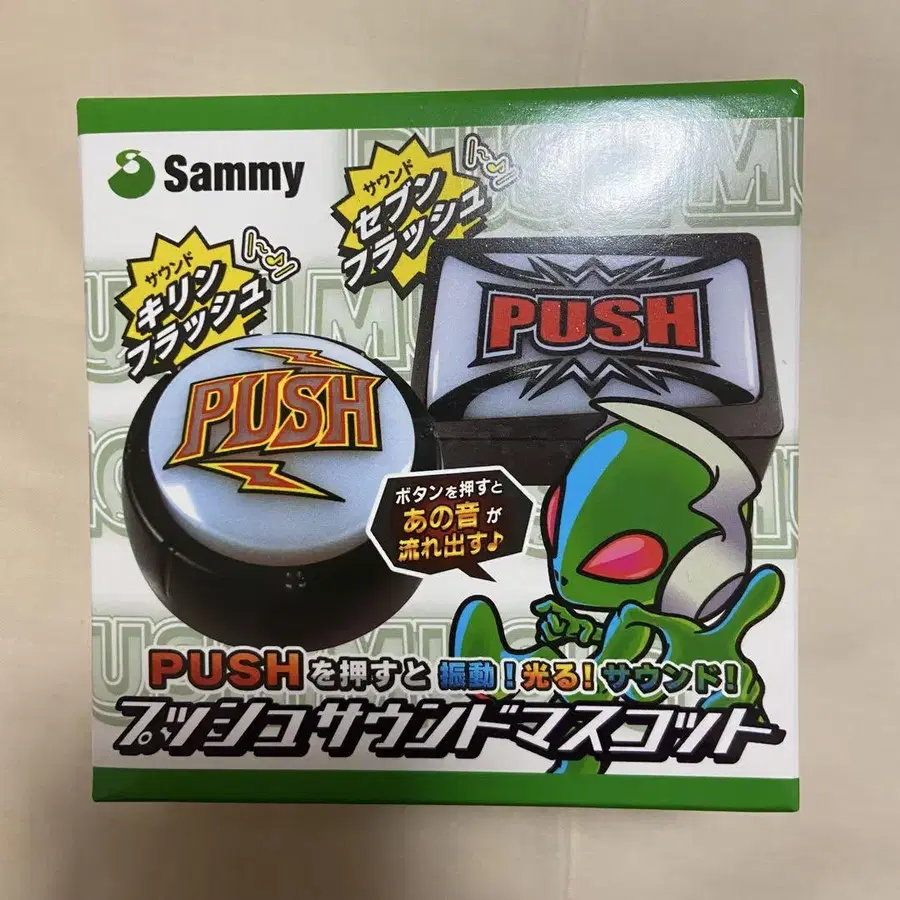 Sammy
サウンド
セブン
フラッシュ
サウンド
キリン
フラッシュ
PUSH
PUSH
ボタンを押すと
あの音が
流れ出す♪
PUSHを押すと振動!光る!サウンド!
プッシュサウンドマスコット